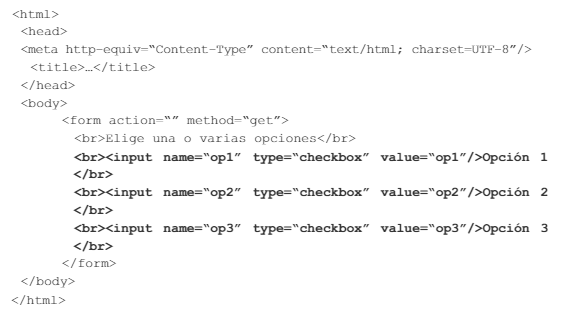 <html>
<head>
<meta http-equiv=“Content-Type” content=“text/html; charset=UTF-8”/>
<title>…</title>
</head>
<body>
<form action=“” method=“get”>
<br>Elige una o varias opciones</br>
<br><input name=“op1” type=“checkbox” value=“op1”/>Opción 1
</br>
<br><input name=“op2” type=“checkbox” value=“op2”/>Opción 2
</br>
<br><input name=“op3” type=“checkbox” value=“op3”/>Opción 3
</br>
</form>
</body>
</html>